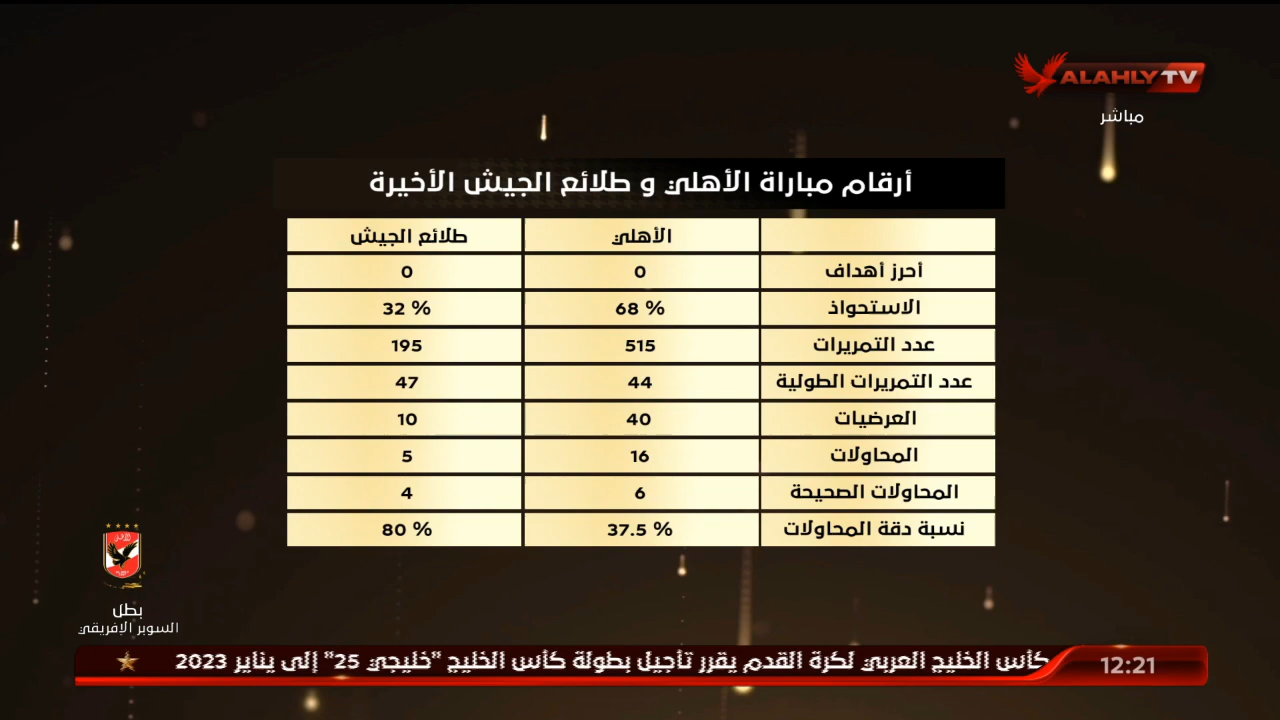 ALAHLY TV
مباشر
أرقام مباراة الأهلي و طلائع الجيش الأخيرة
الأهلي طلائع الجيش
أحرز أهداف 0 0
الاستحواذ 68 % 32 %
عدد التمريرات 515 195
عدد التمريرات الطولية 44 47
العرضيات 40 10
المحاولات 16 5
المحاولات الصحيحة 6 4
نسبة دقة المحاولات 37.5 % 80 %
بطل
السوبر الإفريقي
12:21 كأس الخليج العربي لكرة القدم يقرر تأجيل بطولة كأس الخليج "خليجي 25" إلى يناير 2023